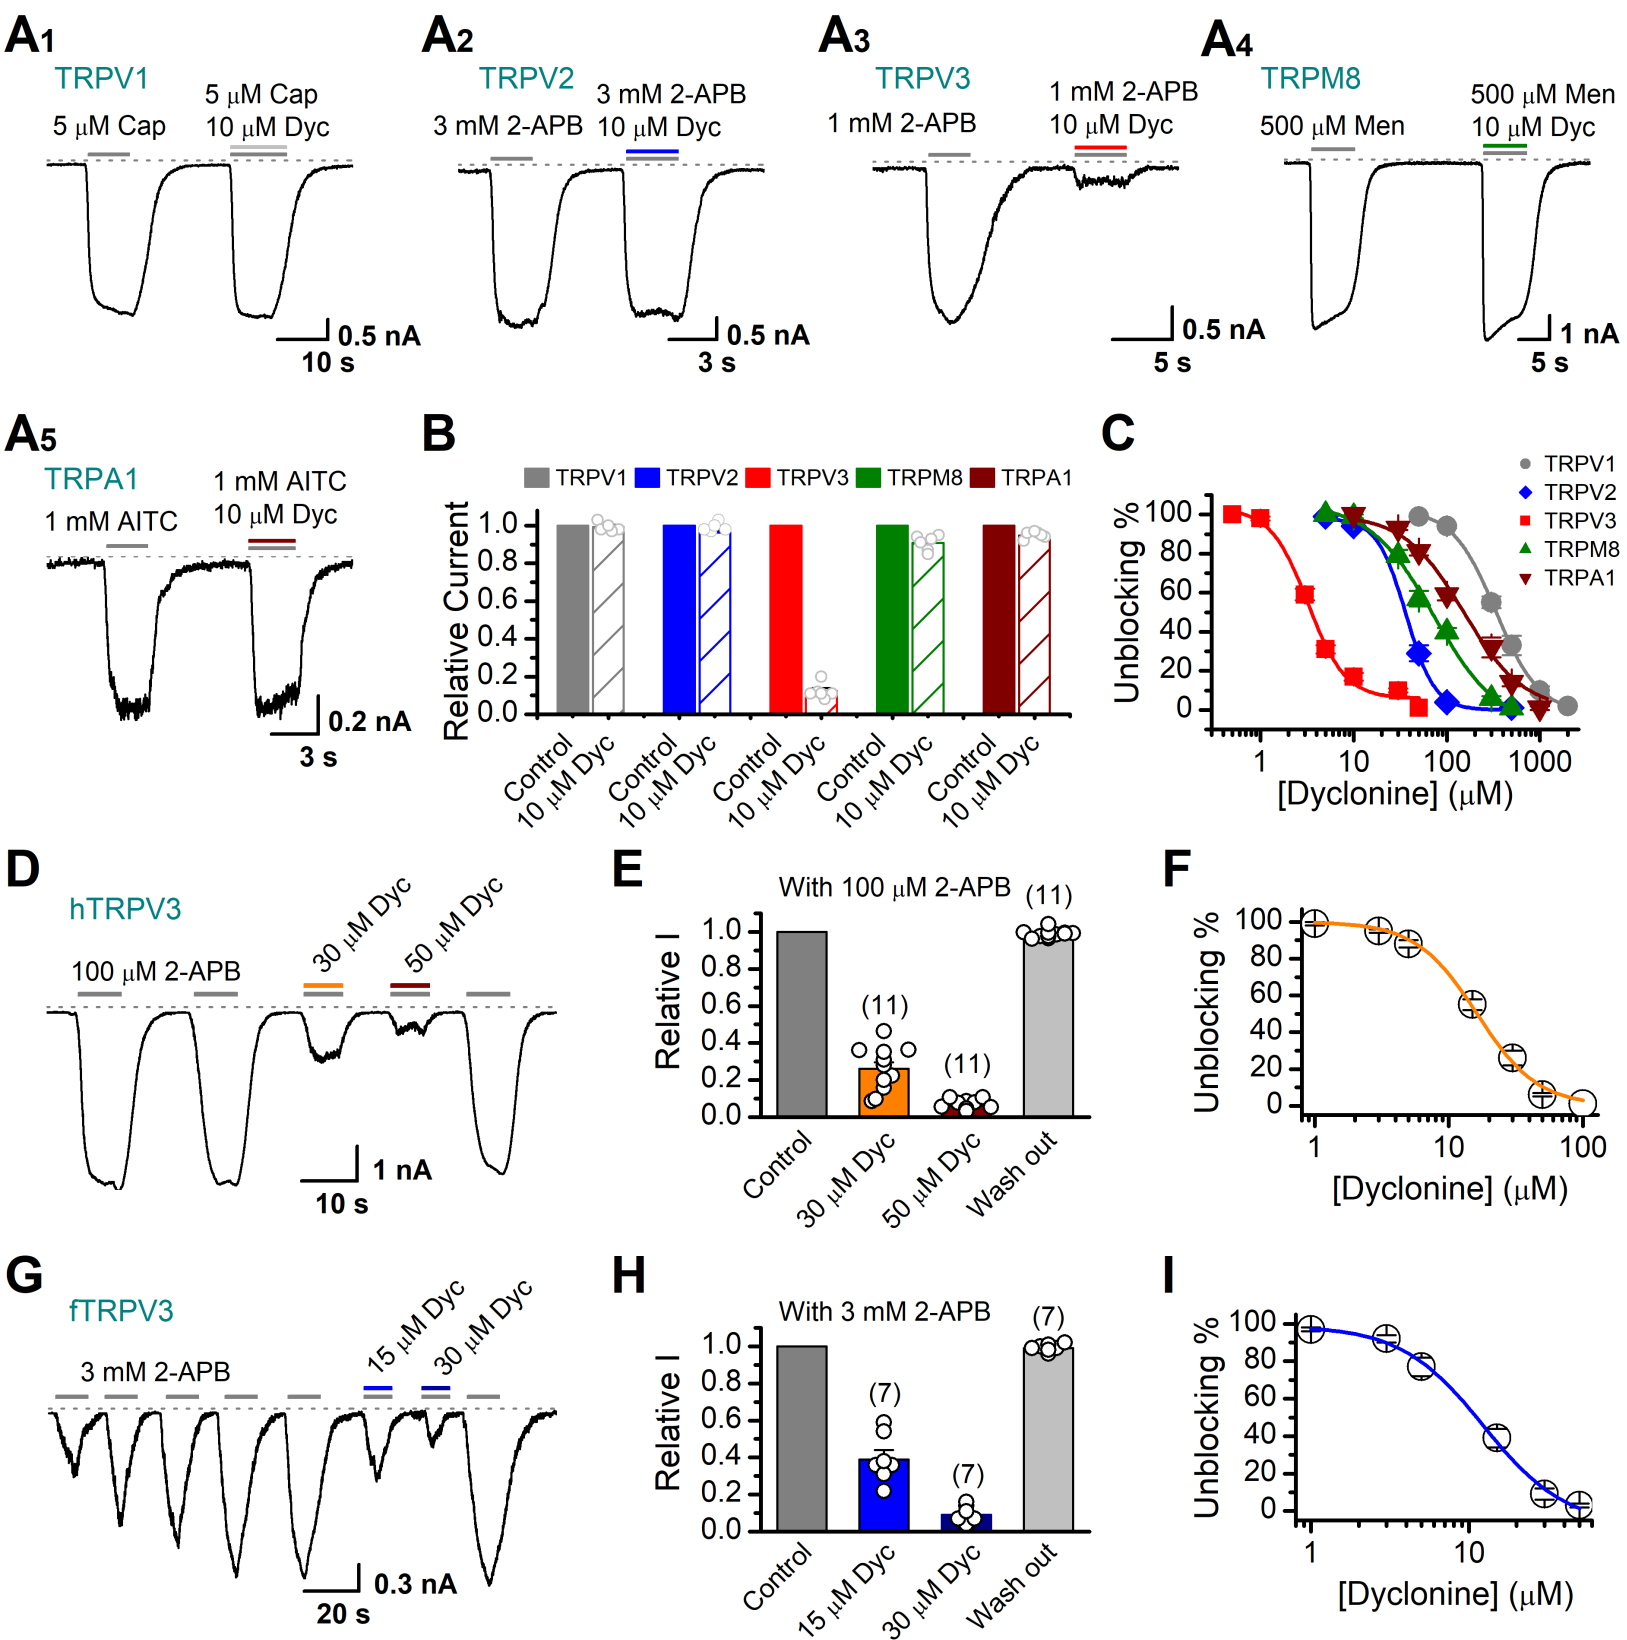 A1
TRPV1
5 μM Cap
5 μM Cap
10 μM Dyc
0.5 nA
10 s
A2
TRPV2
3 mM 2-APB
3 mM 2-APB
10 μM Dyc
0.5 nA
3 s
A3
TRPV3
1 mM 2-APB
1 mM 2-APB
10 μM Dyc
0.5 nA
5 s
A4
TRPM8
500 μM Men
500 μM Men
10 μM Dyc
1 nA
5 s
A5
TRPA1
1 mM AITC
1 mM AITC
10 μM Dyc
0.2 nA
3 s
B
TRPV1 TRPV2 TRPV3 TRPM8 TRPA1
Relative Current
1.0
0.8
0.6
0.4
0.2
0.0
Control
10 μM Dyc
Control
10 μM Dyc
Control
10 μM Dyc
Control
10 μM Dyc
Control
10 μM Dyc
C
TRPV1
TRPV2
TRPV3
TRPM8
TRPA1
Unblocking %
100
80
60
40
20
0
1 10 100 1000
[Dyclonine] (μM)
D
hTRPV3
100 μM 2-APB
30 μM Dyc
50 μM Dyc
1 nA
10 s
E
With 100 μM 2-APB
Relative I
1.0
0.8
0.6
0.4
0.2
0.0
(11)
(11)
(11)
Control
30 μM Dyc
50 μM Dyc
Wash out
F
Unblocking %
100
80
60
40
20
0
1 10 100
[Dyclonine] (μM)
G
fTRPV3
3 mM 2-APB
15 μM Dyc
30 μM Dyc
0.3 nA
20 s
H
With 3 mM 2-APB
Relative I
1.0
0.8
0.6
0.4
0.2
0.0
(7)
(7)
(7)
Control
15 μM Dyc
30 μM Dyc
Wash out
I
Unblocking %
100
80
60
40
20
0
1 10
[Dyclonine] (μM)